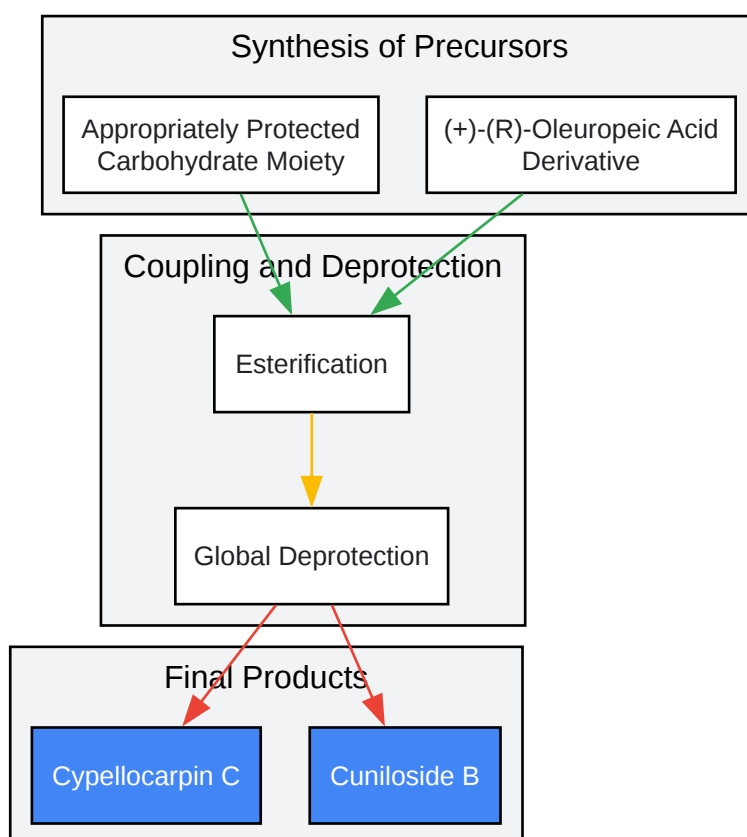 Synthesis of Precursors
Appropriately Protected
Carbohydrate Moiety
(+)-(R)-Oleuropeic Acid
Derivative
Coupling and Deprotection
Esterification
Global Deprotection
Final Products
Cypellocarpin C
Cuniloside B